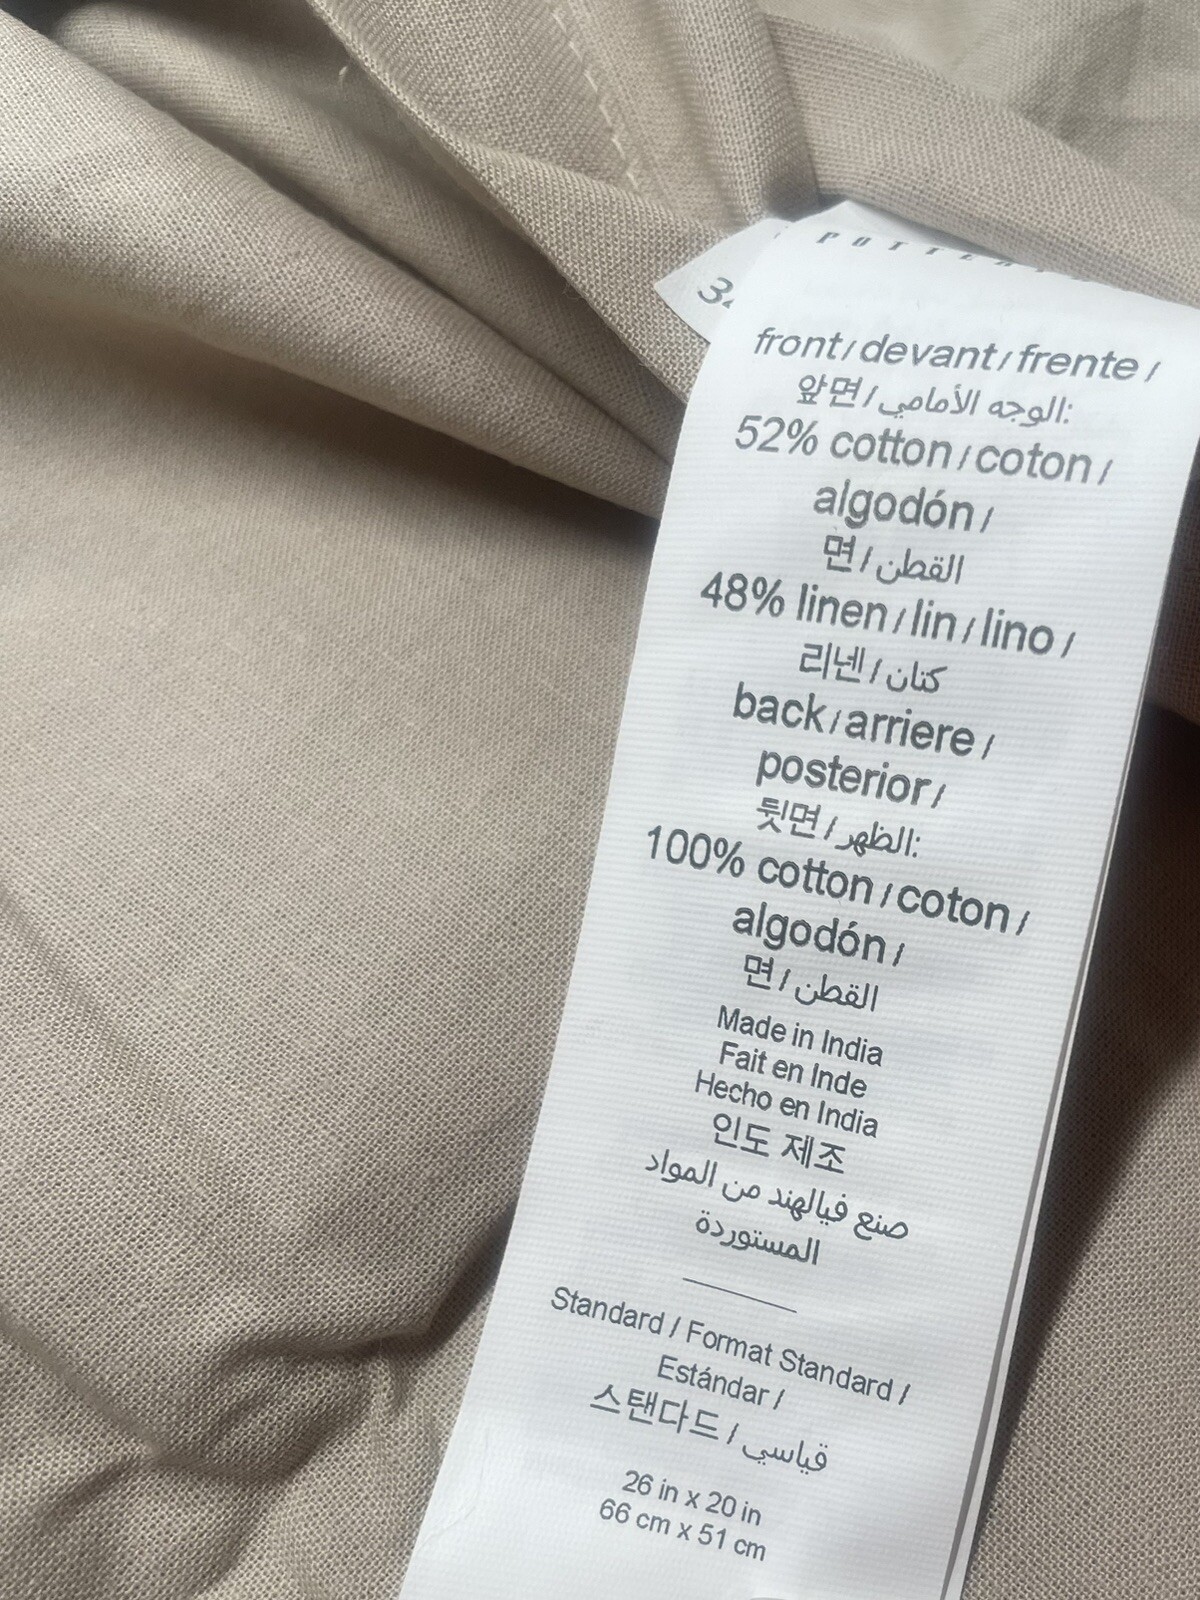 POTTERY
front / devant / frente /
앞면 / الوجه الأمامي:
52% cotton / coton /
algodón /
면 / القطن
48% linen / lin / lino /
리넨 / كتان
back / arriere /
posterior /
뒷면 / الظهر:
100% cotton / coton /
algodón /
면 / القطن
Made in India
Fait en Inde
Hecho en India
인도 제조
صنع فيالهند من المواد
المستوردة
Standard / Format Standard /
Estándar /
스탠다드 / قياسي
26 in x 20 in
66 cm x 51 cm